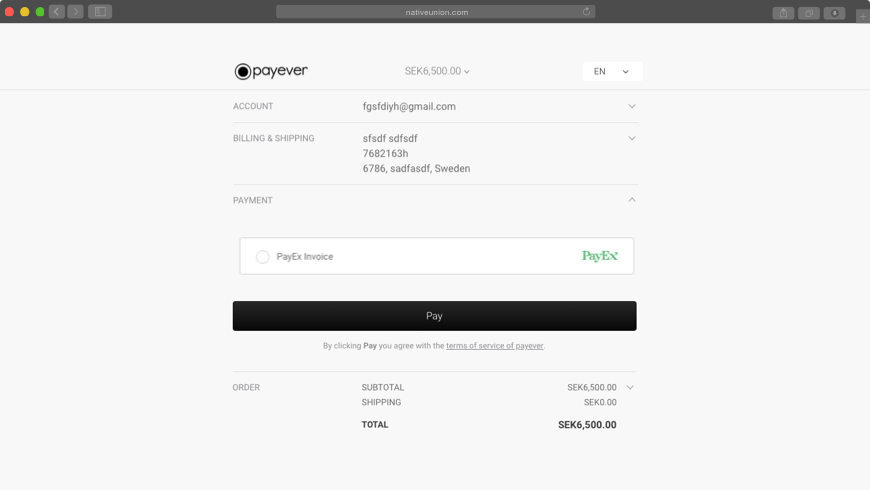 nativeunion.com
payever
SEK6,500.00
EN
ACCOUNT
fgsfdiyh@gmail.com
BILLING & SHIPPING
sfsdf sdfsdf
7682163h
6786, sadfasdf, Sweden
PAYMENT
PayEx Invoice
PayEx
Pay
By clicking Pay you agree with the terms of service of payever.
ORDER
SUBTOTAL SEK6,500.00
SHIPPING SEK0.00
TOTAL SEK6,500.00